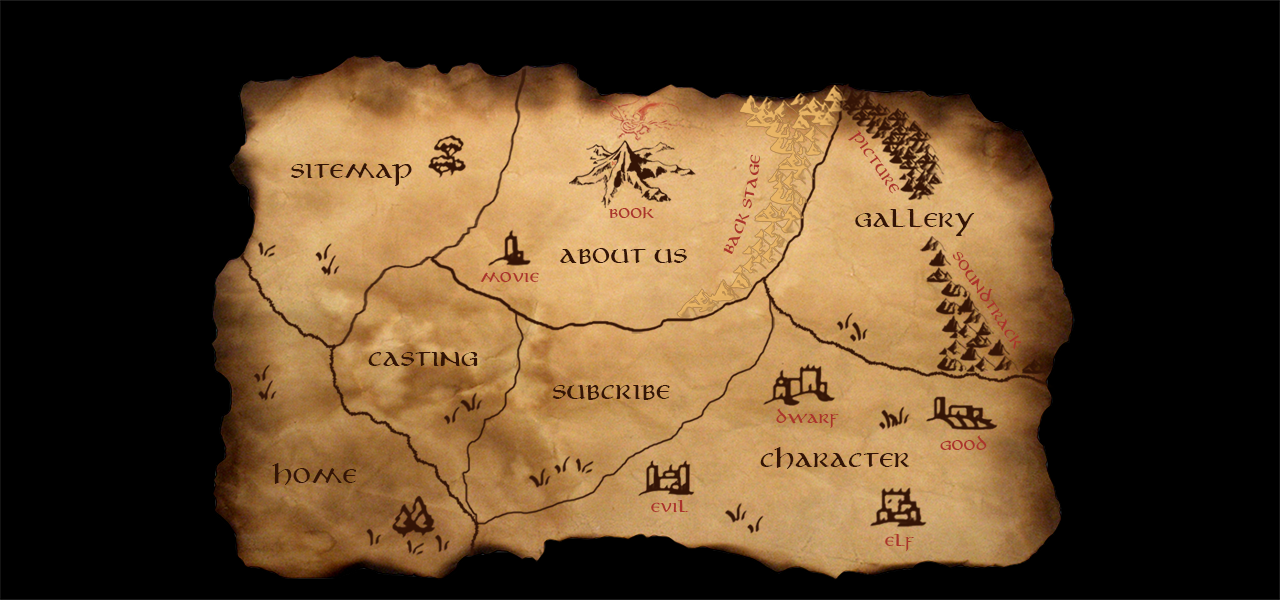 SITEMAP
BOOK
MOVIE
ABOUT US
BACK STAGE
PICTURE
GALLERY
SOUNDTRACK
CASTING
SUBCRIBE
HOME
DWARF
GOOD
CHARACTER
EVIL
ELF